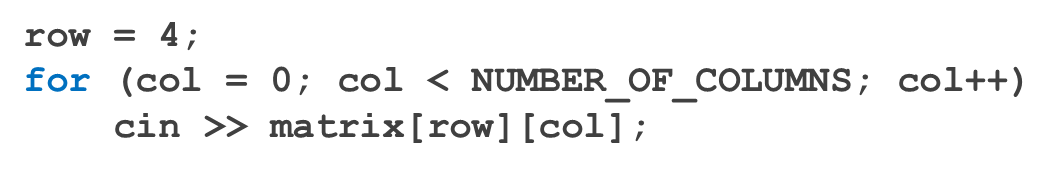 row = 4;
for (col = 0; col < NUMBER_OF_COLUMNS; col++)
    cin >> matrix[row][col];